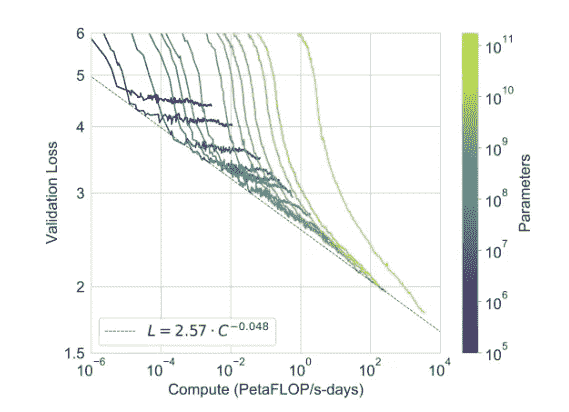 6
5
4
3
2
1.5
Validation Loss
L = 2.57 · C^{-0.048}
10^{-6} 10^{-4} 10^{-2} 10^{0} 10^{2} 10^{4}
Compute (PetaFLOP/s-days)
10^{11}
10^{10}
10^{9}
10^{8}
10^{7}
10^{6}
10^{5}
Parameters